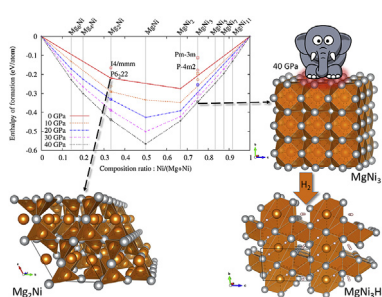 Mg₂Ni
MgNi
MgNi₂
MgNi₃
MgNi₁₁
Enthalpy of formation (eV/atom)
0
-0.1
-0.2
-0.3
-0.4
-0.5
-0.6
I4/mmm
P6₂22
Pm-3m
P-4m2
0 GPa
10 GPa
20 GPa
30 GPa
40 GPa
0 0.1 0.2 0.3 0.4 0.5 0.6 0.7 0.8 0.9 1
Composition ratio : Ni/(Mg+Ni)
40 GPa
MgNi₃
H₂
Mg₂Ni
MgNi₃H